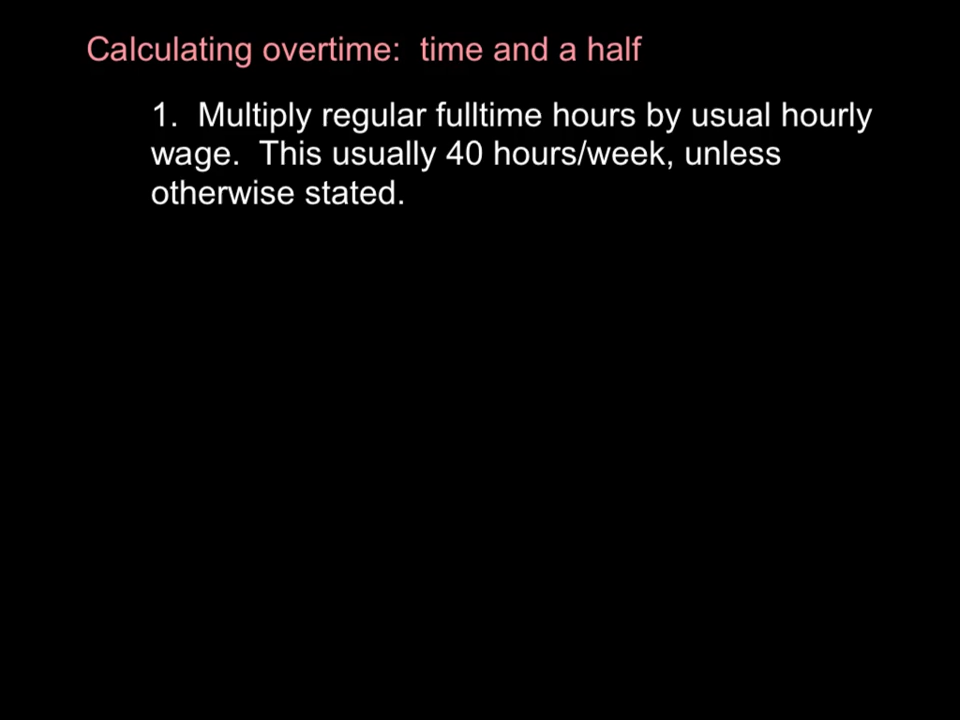 Calculating overtime:  time and a half
1.  Multiply regular fulltime hours by usual hourly
wage.  This usually 40 hours/week, unless
otherwise stated.